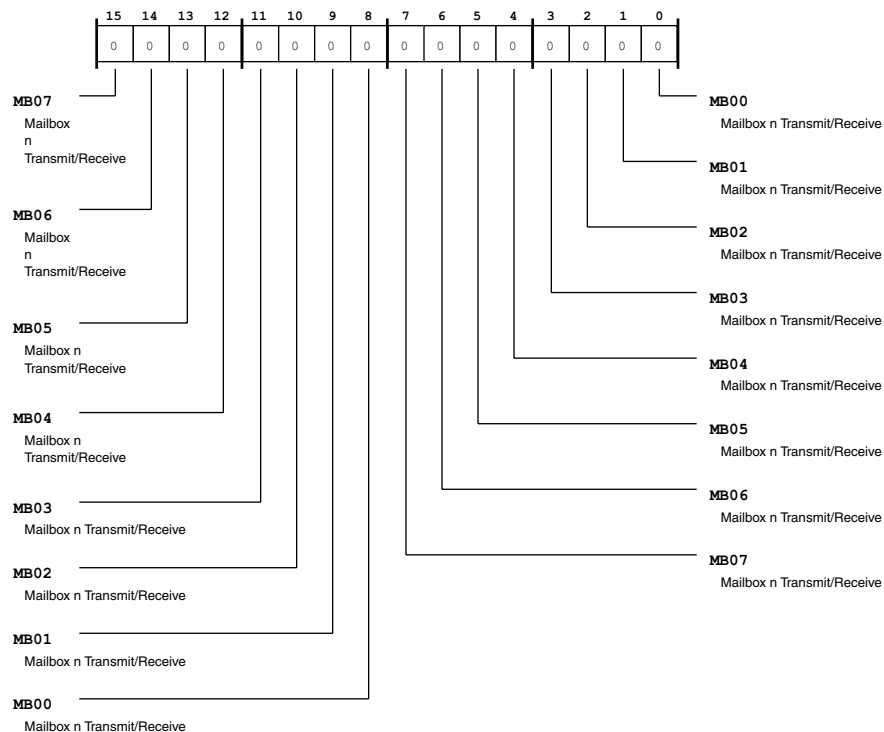 15 14 13 12 11 10 9 8 7 6 5 4 3 2 1 0
0 0 0 0 0 0 0 0 0 0 0 0 0 0 0 0
MB07
Mailbox
n
Transmit/Receive
MB06
Mailbox
n
Transmit/Receive
MB05
Mailbox n
Transmit/Receive
MB04
Mailbox n
Transmit/Receive
MB03
Mailbox n Transmit/Receive
MB02
Mailbox n Transmit/Receive
MB01
Mailbox n Transmit/Receive
MB00
Mailbox n Transmit/Receive
MB00
Mailbox n Transmit/Receive
MB01
Mailbox n Transmit/Receive
MB02
Mailbox n Transmit/Receive
MB03
Mailbox n Transmit/Receive
MB04
Mailbox n Transmit/Receive
MB05
Mailbox n Transmit/Receive
MB06
Mailbox n Transmit/Receive
MB07
Mailbox n Transmit/Receive